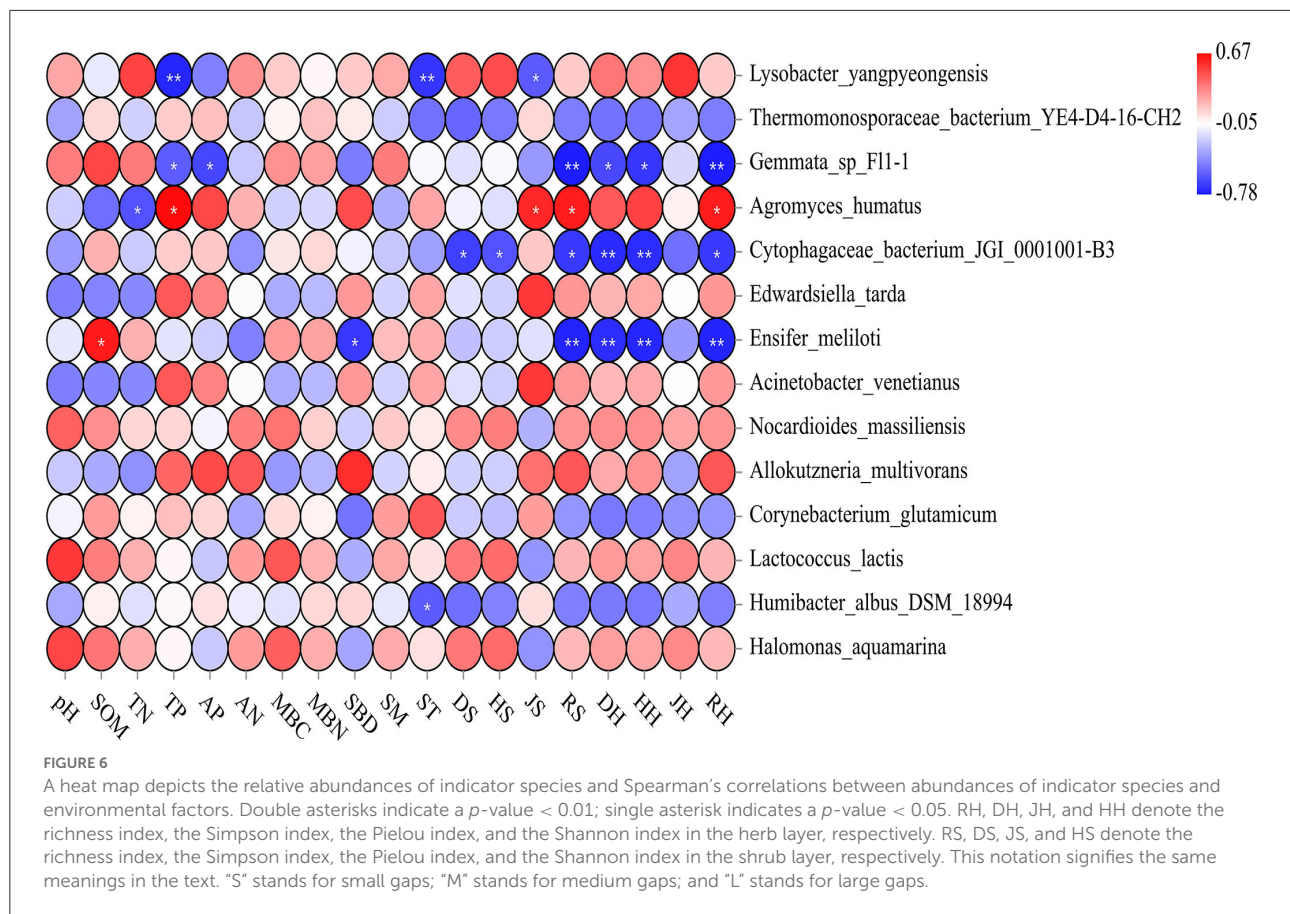 0.67
-0.05
-0.78
** ** * Lysobacter_yangpyeongensis
Thermomonosporaceae_bacterium_YE4-D4-16-CH2
* * ** * * ** Gemmata_sp_Fl1-1
* * * * * Agromyces_humatus
* * * ** ** * Cytophagaceae_bacterium_JGI_0001001-B3
Edwardsiella_tarda
* * ** ** ** ** Ensifer_meliloti
Acinetobacter_venetianus
Nocardioides_massiliensis
Allokutzneria_multivorans
Corynebacterium_glutamicum
Lactococcus_lactis
* Humibacter_albus_DSM_18994
Halomonas_aquamarina
pH SOM TN TP AP AN MBC MBN SBD SM ST DS HS JS RS DH HH JH RH
FIGURE 6
A heat map depicts the relative abundances of indicator species and Spearman's correlations between abundances of indicator species and
environmental factors. Double asterisks indicate a p-value < 0.01; single asterisk indicates a p-value < 0.05. RH, DH, JH, and HH denote the
richness index, the Simpson index, the Pielou index, and the Shannon index in the herb layer, respectively. RS, DS, JS, and HS denote the
richness index, the Simpson index, the Pielou index, and the Shannon index in the shrub layer, respectively. This notation signifies the same
meanings in the text. "S" stands for small gaps; "M" stands for medium gaps; and "L" stands for large gaps.